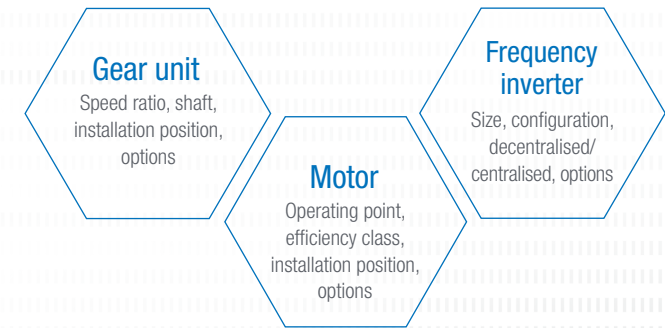 Gear unit
Speed ratio, shaft,
installation position,
options
Motor
Operating point,
efficiency class,
installation position,
options
Frequency
inverter
Size, configuration,
decentralised/
centralised, options